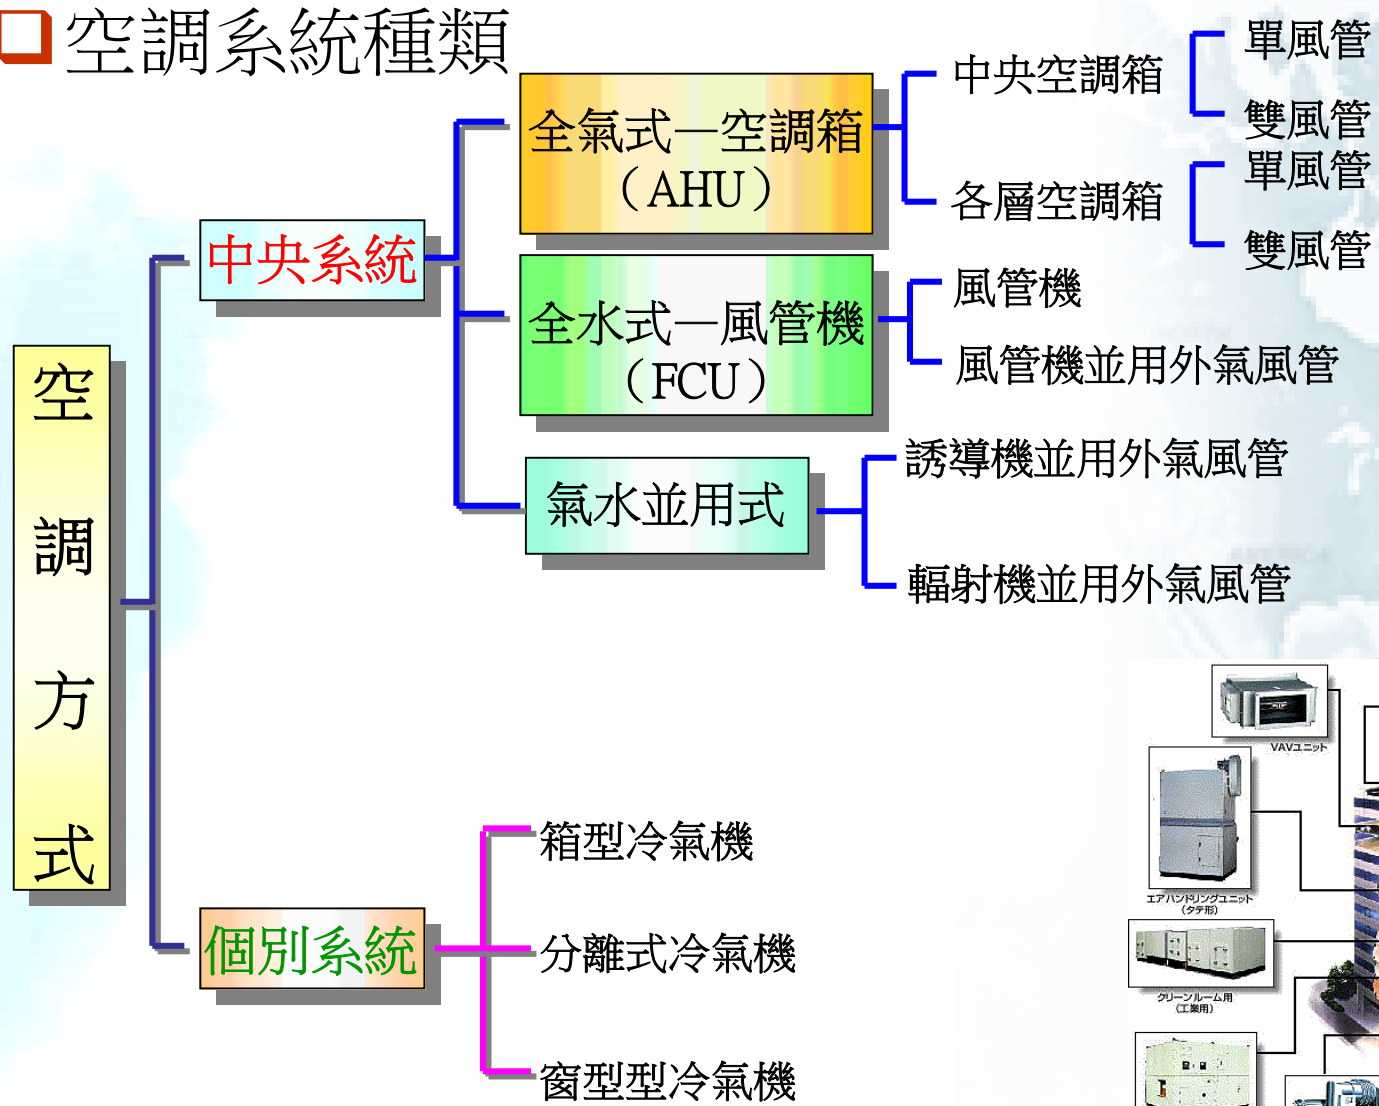 空調系統種類
空調方式
中央系統
全氣式－空調箱
（AHU）
中央空調箱
單風管
雙風管
各層空調箱
單風管
雙風管
全水式－風管機
（FCU）
風管機
風管機並用外氣風管
氣水並用式
誘導機並用外氣風管
輻射機並用外氣風管
個別系統
箱型冷氣機
分離式冷氣機
窗型型冷氣機
VAVユニット
エアハンドリングユニット
(タテ形)
クリーンルーム用
(工業用)